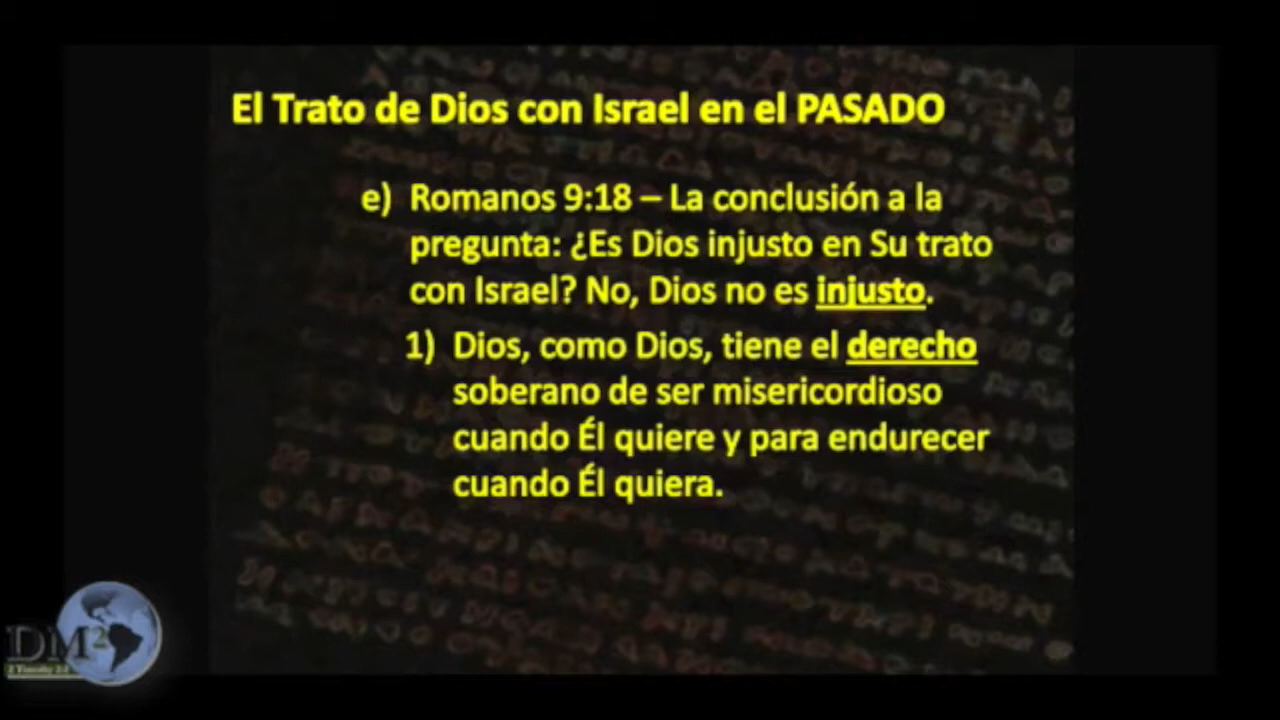 El Trato de Dios con Israel en el PASADO
e) Romanos 9:18 – La conclusión a la
pregunta: ¿Es Dios injusto en Su trato
con Israel? No, Dios no es injusto.
1) Dios, como Dios, tiene el derecho
soberano de ser misericordioso
cuando Él quiere y para endurecer
cuando Él quiera.
DM2